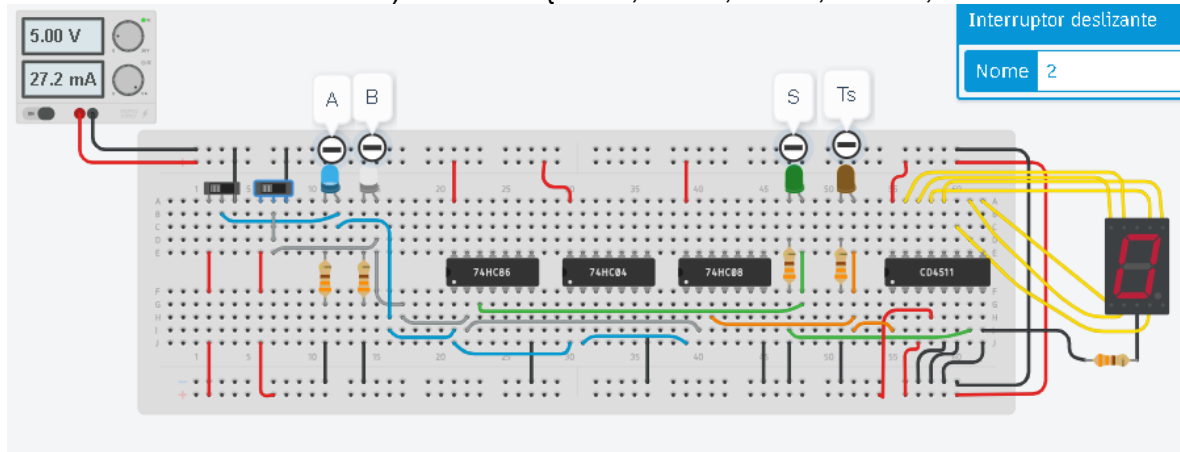 Interruptor deslizante
Nome 2
5.00 V
27.2 mA
A B S Ts
74HC86 74HC04 74HC08 CD4511